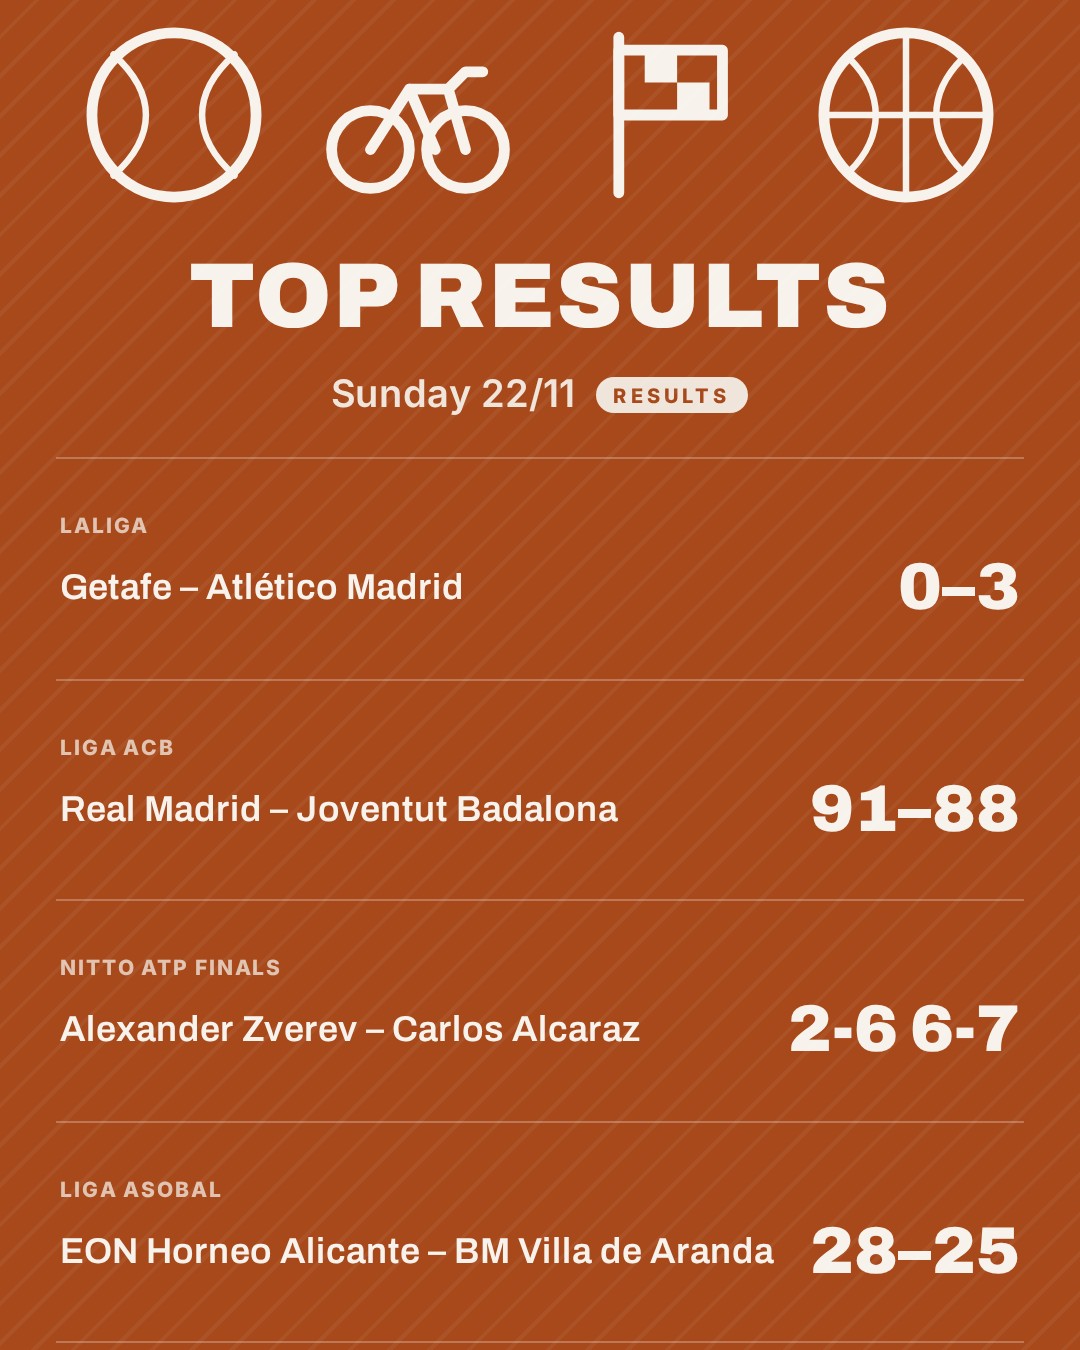 TOP RESULTS
Sunday 22/11 RESULTS
LALIGA
Getafe – Atlético Madrid 0–3
LIGA ACB
Real Madrid – Joventut Badalona 91–88
NITTO ATP FINALS
Alexander Zverev – Carlos Alcaraz 2-6 6-7
LIGA ASOBAL
EON Horneo Alicante – BM Villa de Aranda 28–25